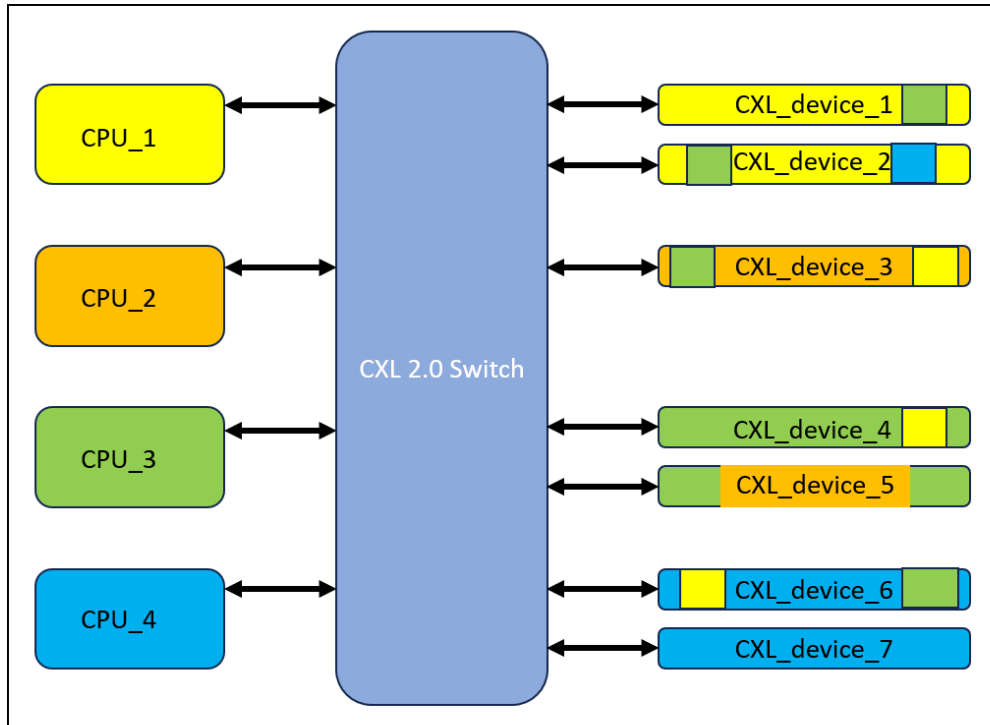 CPU_1
CPU_2
CPU_3
CPU_4
CXL 2.0 Switch
CXL_device_1
CXL_device_2
CXL_device_3
CXL_device_4
CXL_device_5
CXL_device_6
CXL_device_7